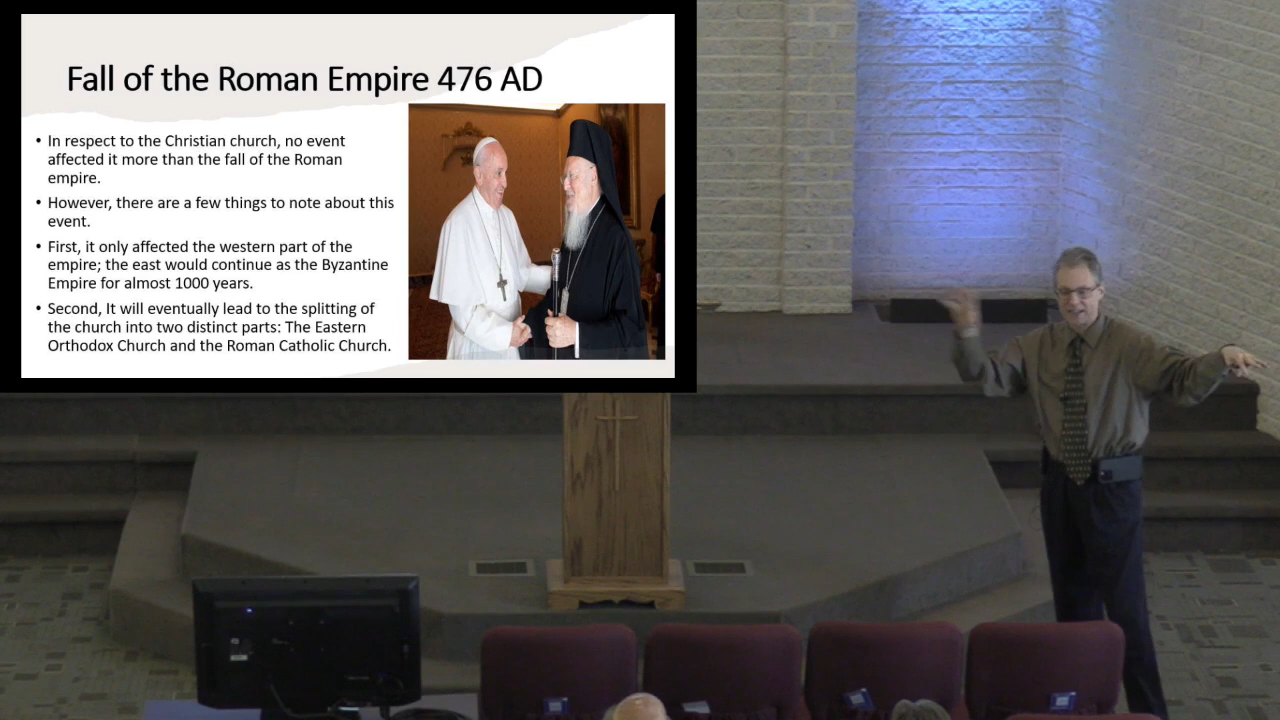 Fall of the Roman Empire 476 AD
• In respect to the Christian church, no event
affected it more than the fall of the Roman
empire.
• However, there are a few things to note about this
event.
• First, it only affected the western part of the
empire; the east would continue as the Byzantine
Empire for almost 1000 years.
• Second, It will eventually lead to the splitting of
the church into two distinct parts: The Eastern
Orthodox Church and the Roman Catholic Church.